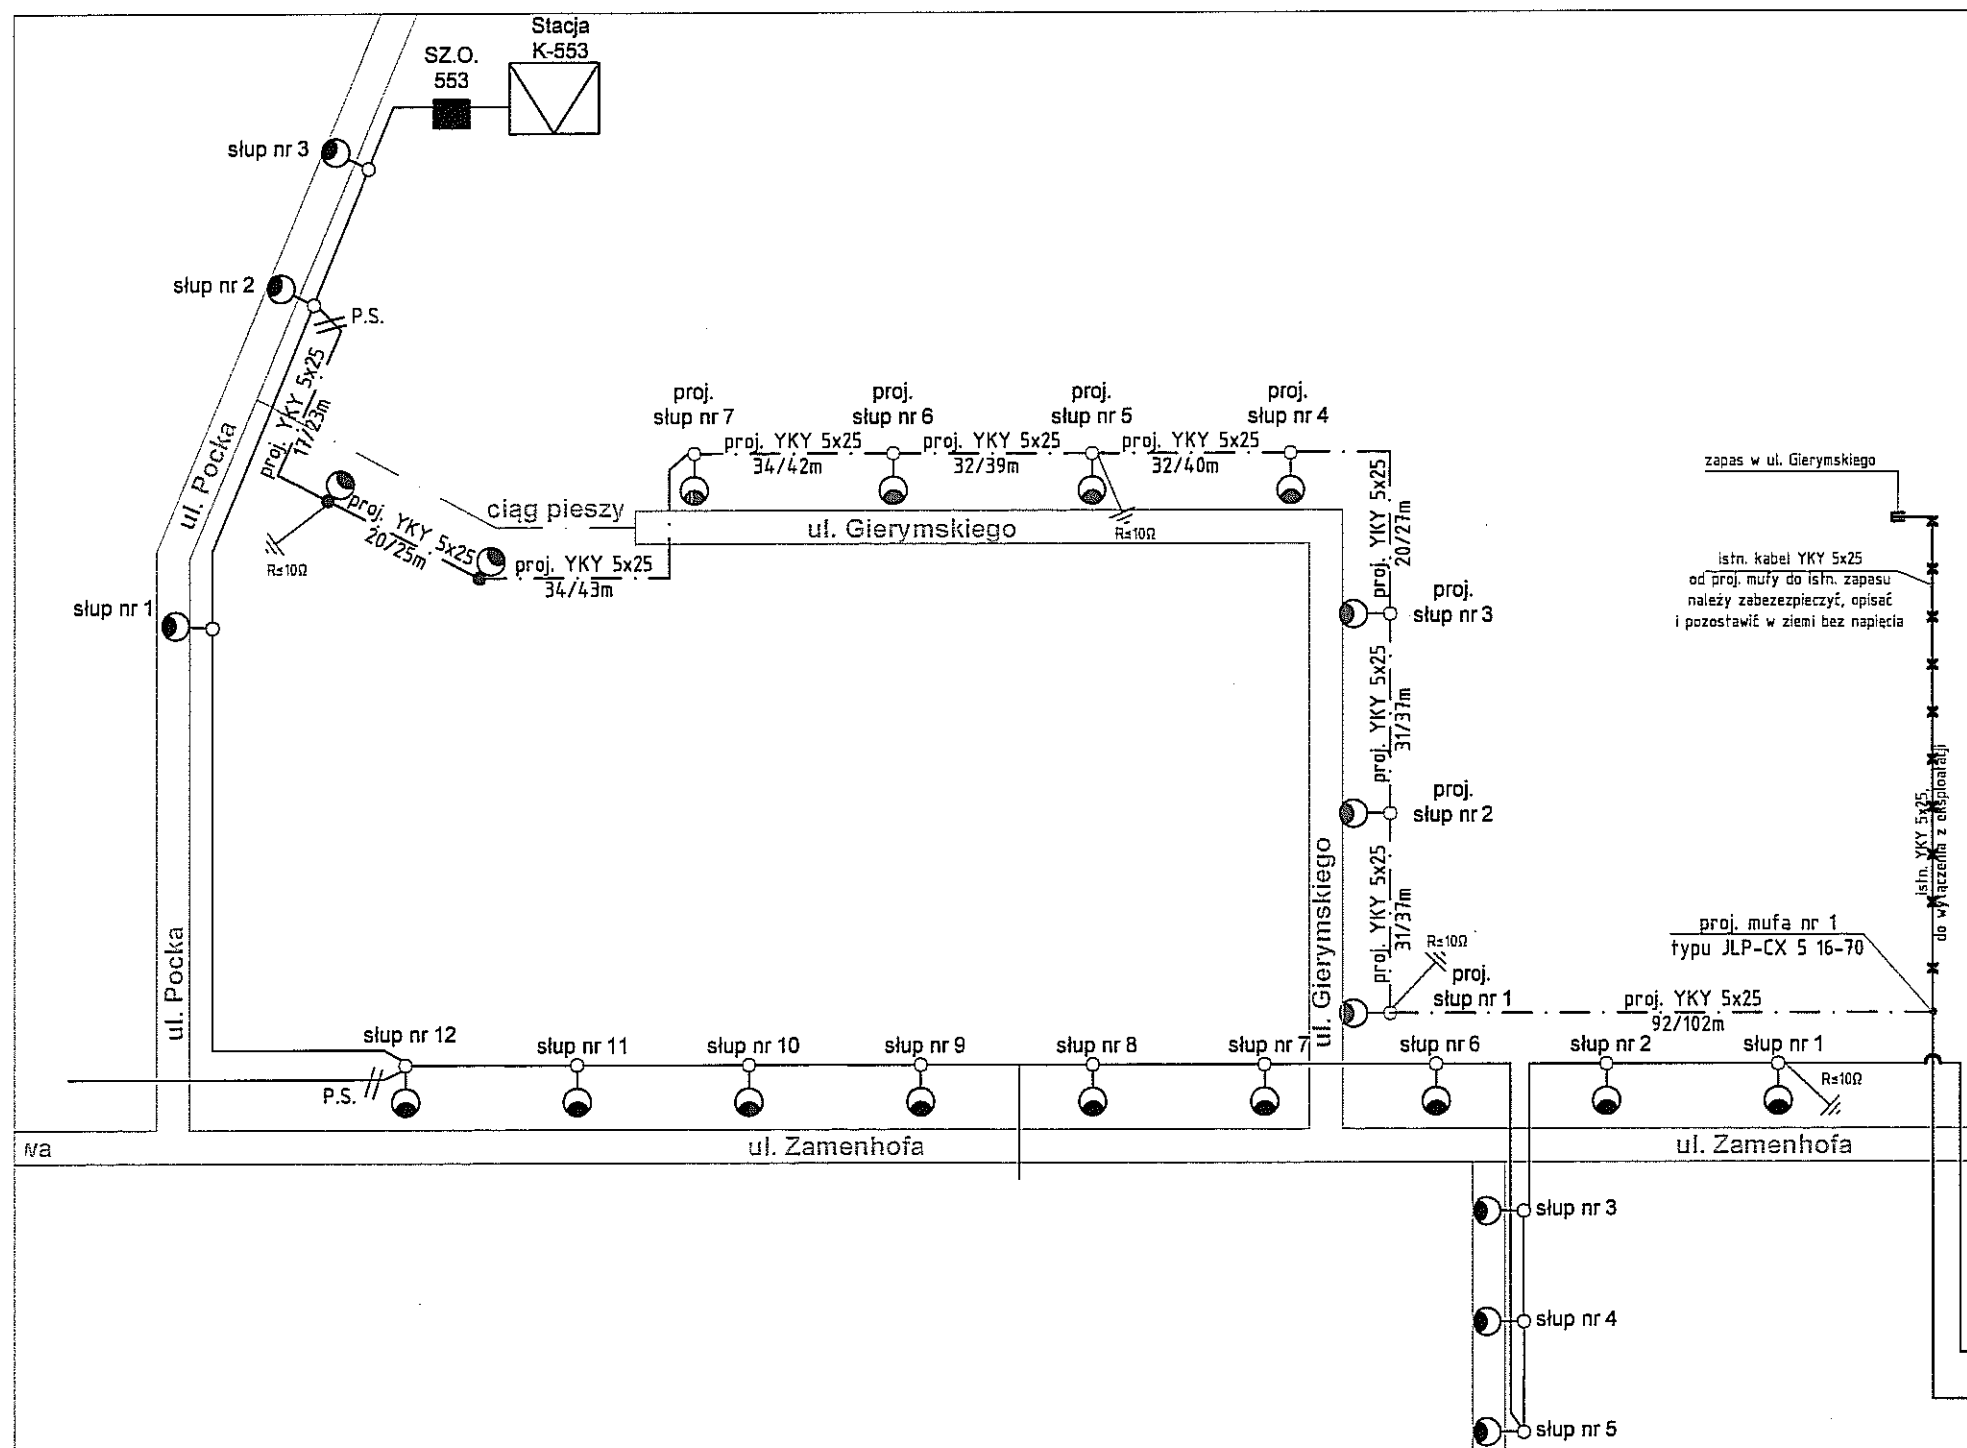 Stacja
K-553
SZ.O.
553
słup nr 3
słup nr 2
P.S.
proj. YKY 5x25
17/23m
ul. Pocka
R≤10Ω
proj. YKY 5x25
20/25m
ciąg pieszy
proj. YKY 5x25
34/43m
słup nr 1
proj.
słup nr 7
proj.
słup nr 6
proj.
słup nr 5
proj.
słup nr 4
proj. YKY 5x25
34/42m
proj. YKY 5x25
32/39m
proj. YKY 5x25
32/40m
ul. Gierymskiego
R≤10Ω
proj. YKY 5x25
20/27m
proj.
słup nr 3
proj. YKY 5x25
31/37m
proj.
słup nr 2
proj. YKY 5x25
31/37m
ul. Gierymskiego
R≤10Ω
proj.
słup nr 1
zapas w ul. Gierymskiego
istn. kabel YKY 5x25
od proj. mufy do istn. zapasu
należy zabezezpieczyć, opisać
i pozostawić w ziemi bez napięcia
istn. YKY 5x25,
do wyłączenia z eksploatacji
proj. mufa nr 1
typu JLP-CX 5 16-70
proj. YKY 5x25
92/102m
ul. Pocka
słup nr 12
słup nr 11
słup nr 10
słup nr 9
słup nr 8
słup nr 7
słup nr 6
słup nr 2
słup nr 1
R≤10Ω
P.S.
wa
ul. Zamenhofa
ul. Zamenhofa
słup nr 3
słup nr 4
słup nr 5